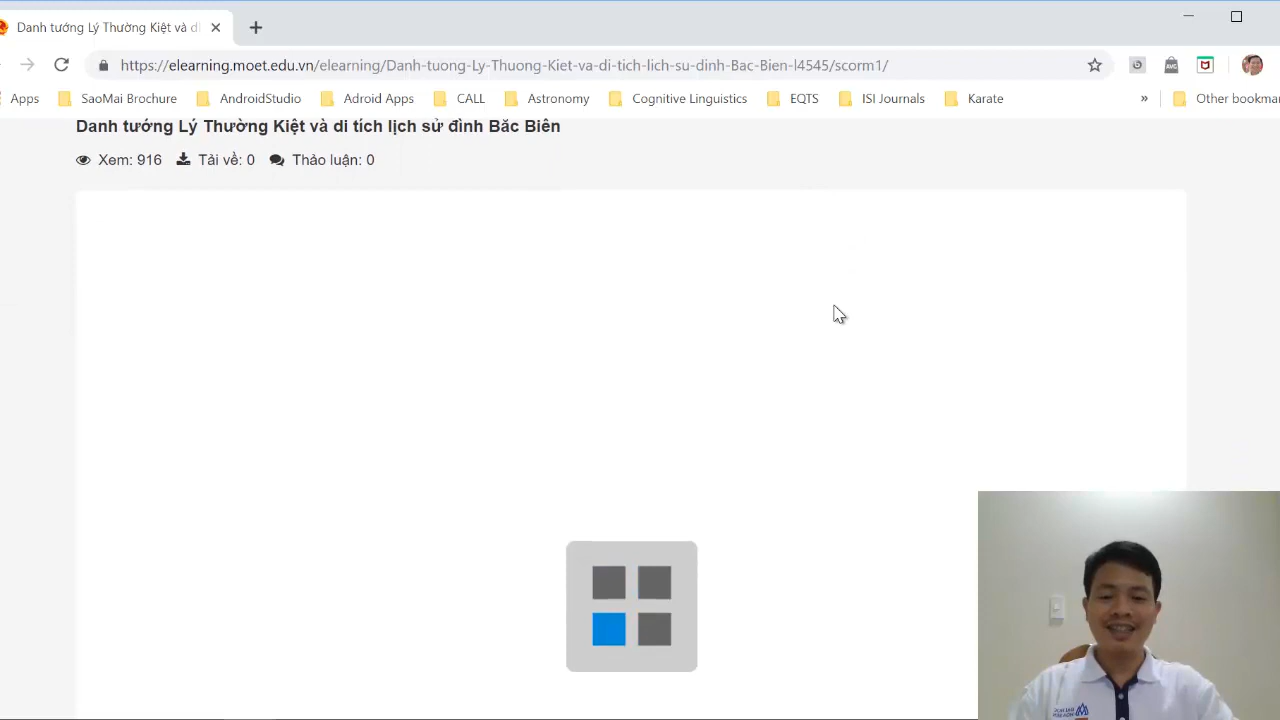 Danh tướng Lý Thường Kiệt và di
https://elearning.moet.edu.vn/elearning/Danh-tuong-Ly-Thuong-Kiet-va-di-tich-lich-su-dinh-Bac-Bien-l4545/scorm1/
Apps SaoMai Brochure AndroidStudio Adroid Apps CALL Astronomy Cognitive Linguistics EQTS ISI Journals Karate » Other bookmar
Danh tướng Lý Thường Kiệt và di tích lịch sử đình Bắc Biên
Xem: 916 Tải về: 0 Thảo luận: 0